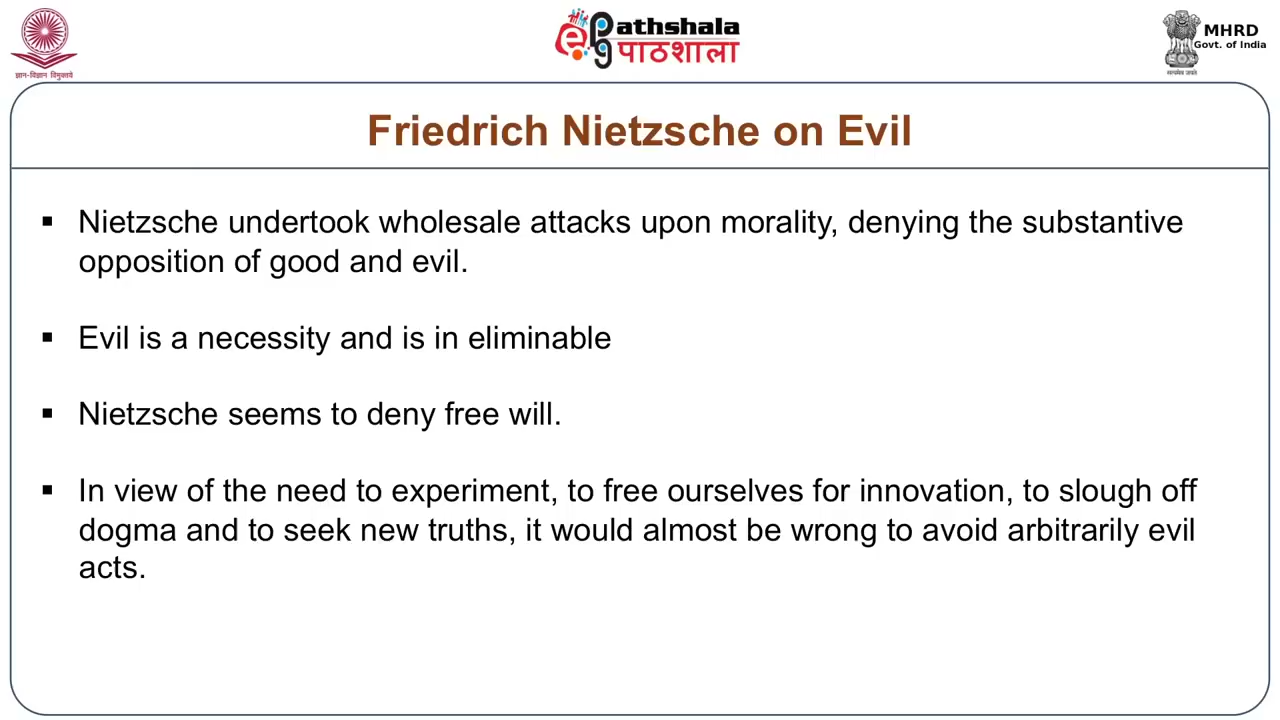 ज्ञान-विज्ञान विमुक्तये
ePathshala
पाठशाला
MHRD
Govt. of India
सत्यमेव जयते
Friedrich Nietzsche on Evil
▪ Nietzsche undertook wholesale attacks upon morality, denying the substantive
opposition of good and evil.
▪ Evil is a necessity and is in eliminable
▪ Nietzsche seems to deny free will.
▪ In view of the need to experiment, to free ourselves for innovation, to slough off
dogma and to seek new truths, it would almost be wrong to avoid arbitrarily evil
acts.